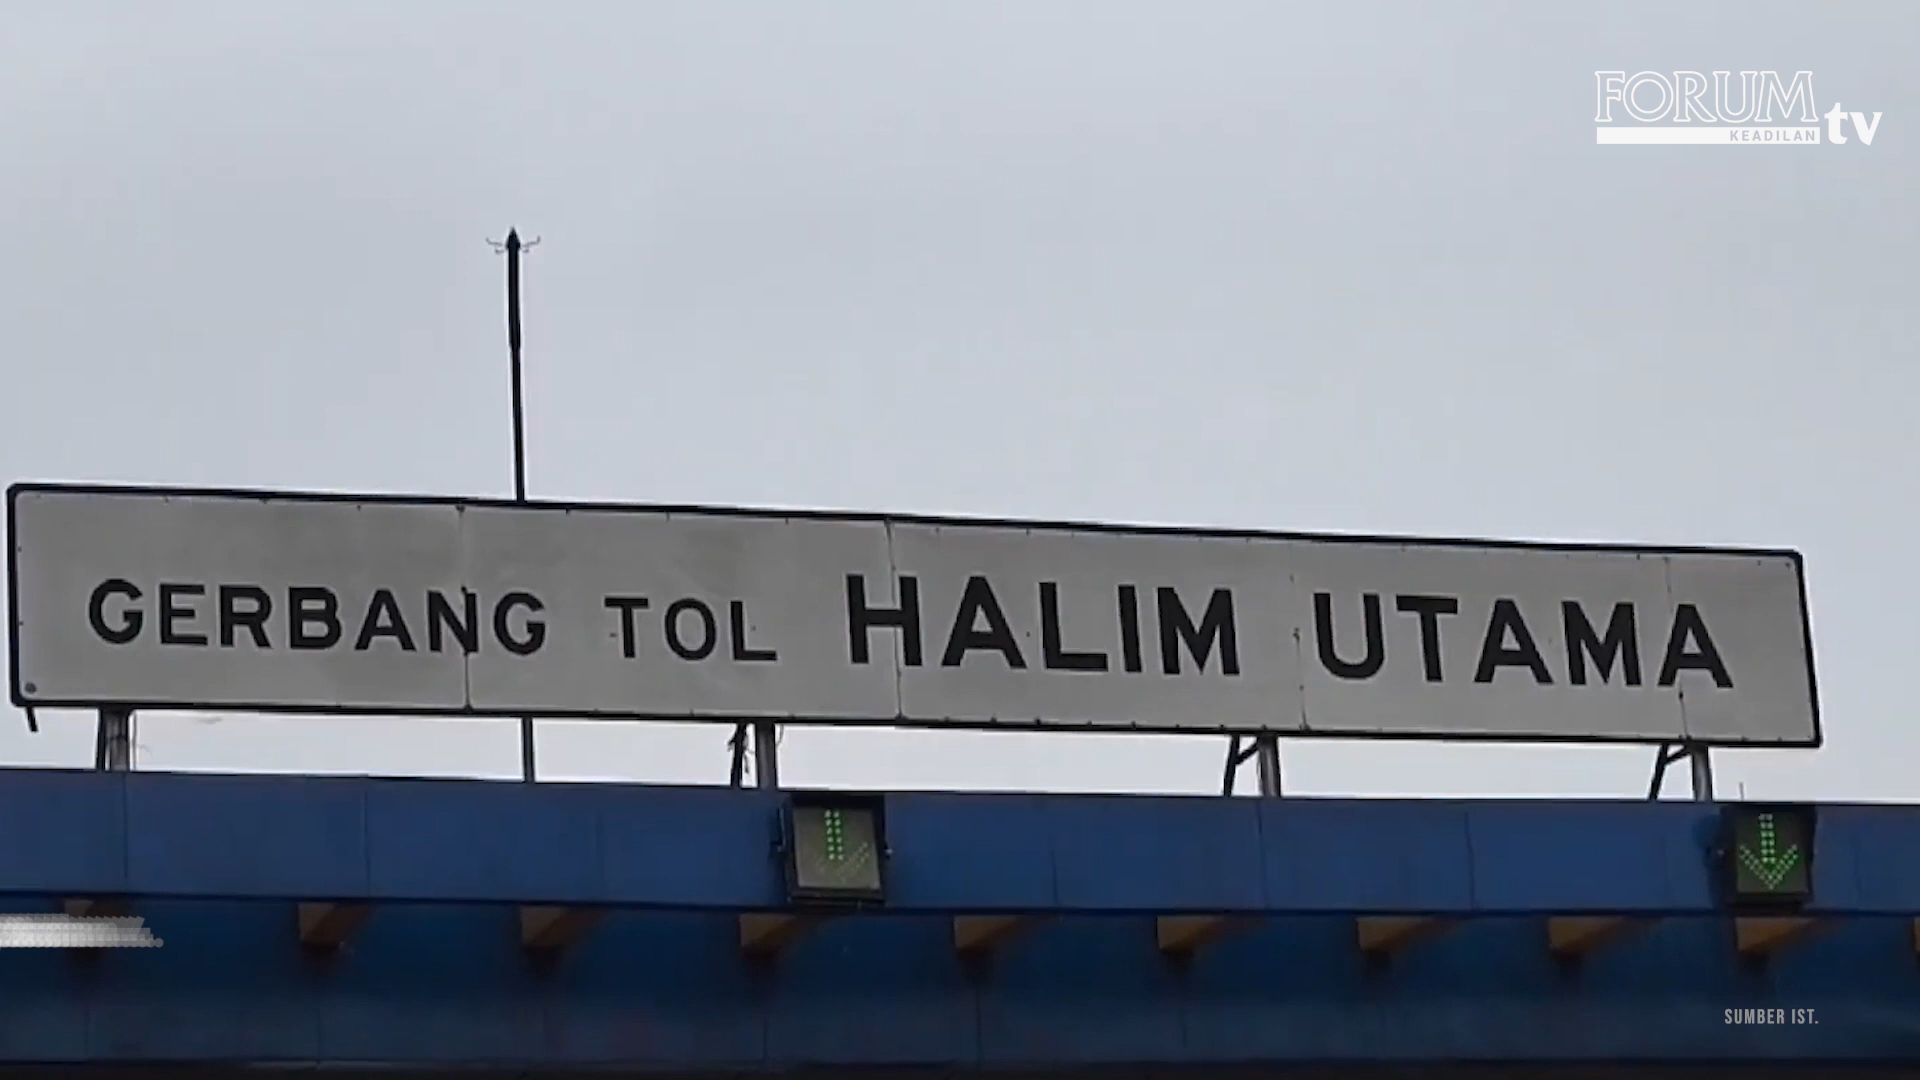 FORUM
KEADILAN
tv
GERBANG TOL HALIM UTAMA
SUMBER IST.